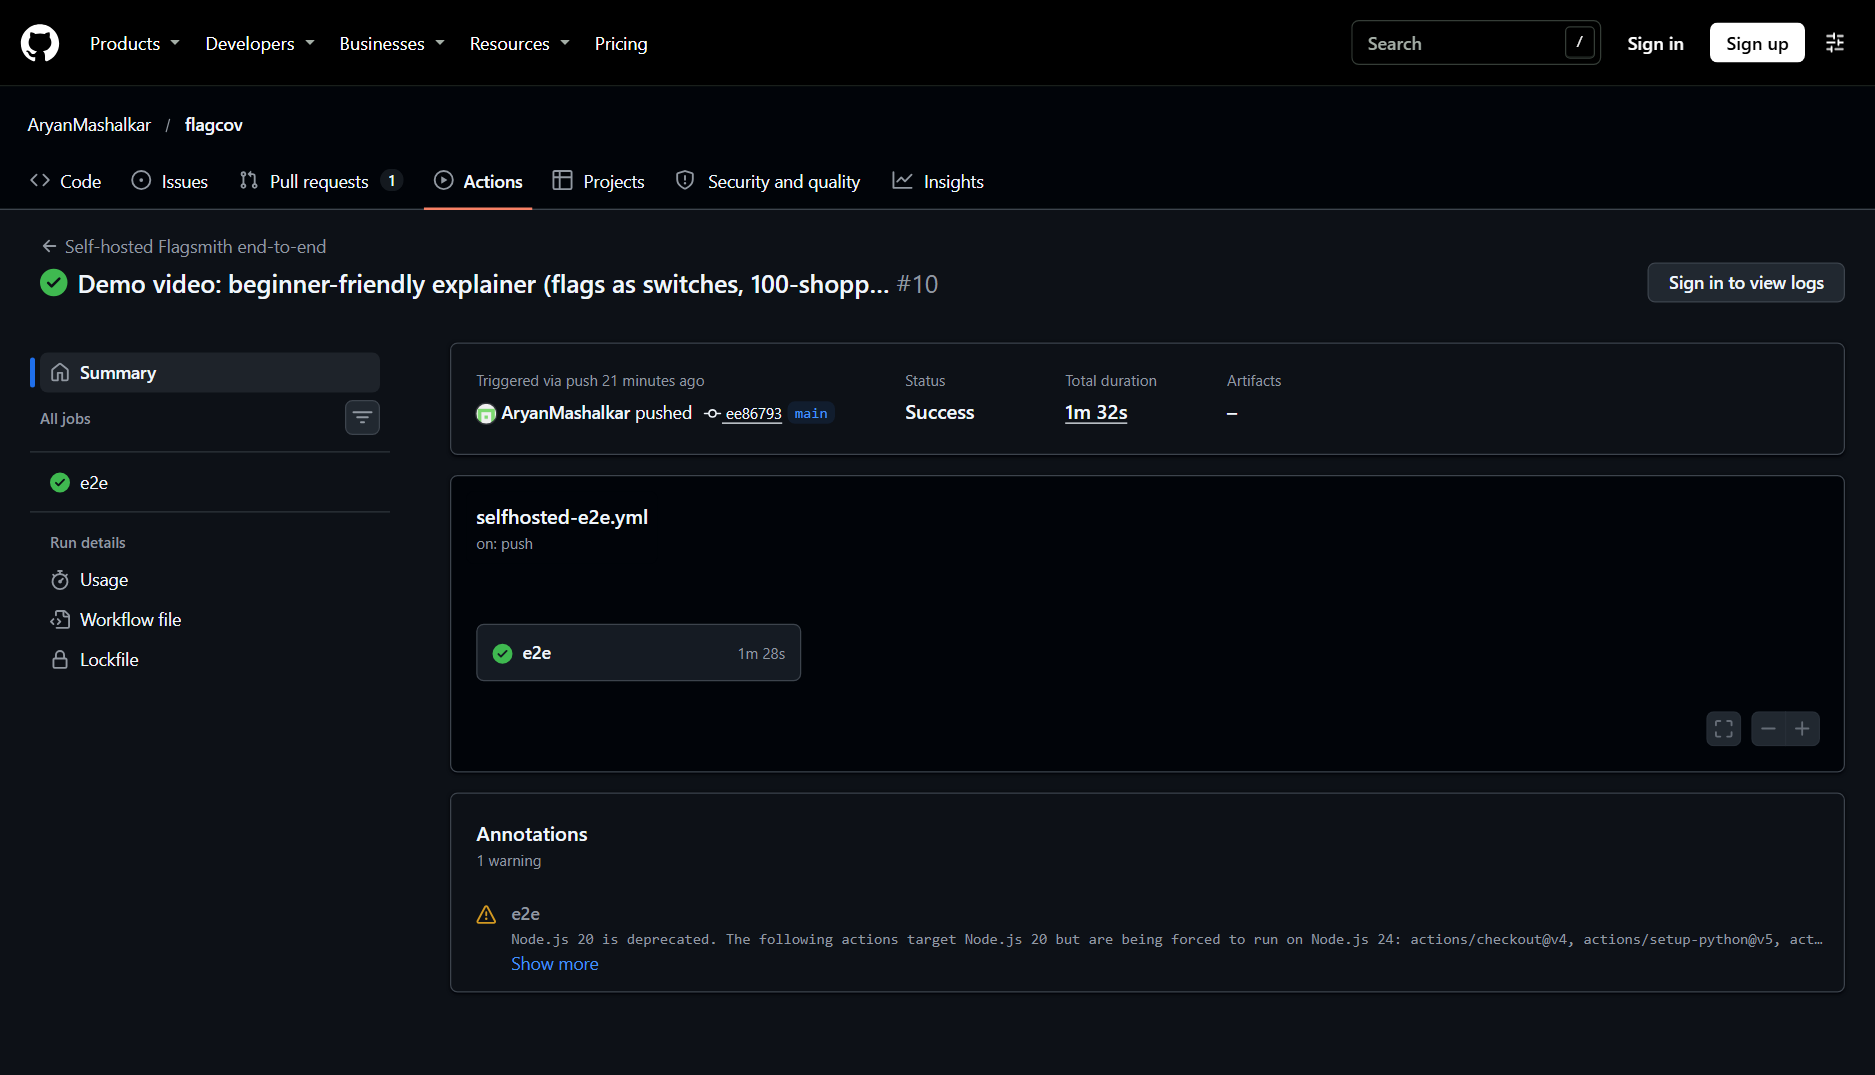 Products Developers Businesses Resources Pricing Search / Sign in Sign up
AryanMashalkar / flagcov
Code Issues Pull requests 1 Actions Projects Security and quality Insights
Self-hosted Flagsmith end-to-end
Demo video: beginner-friendly explainer (flags as switches, 100-shopp... #10
Sign in to view logs
Summary
All jobs
e2e
Run details
Usage
Workflow file
Lockfile
Triggered via push 21 minutes ago
AryanMashalkar pushed ee86793 main
Status
Success
Total duration
1m 32s
Artifacts
–
selfhosted-e2e.yml
on: push
e2e 1m 28s
Annotations
1 warning
e2e
Node.js 20 is deprecated. The following actions target Node.js 20 but are being forced to run on Node.js 24: actions/checkout@v4, actions/setup-python@v5, act…
Show more